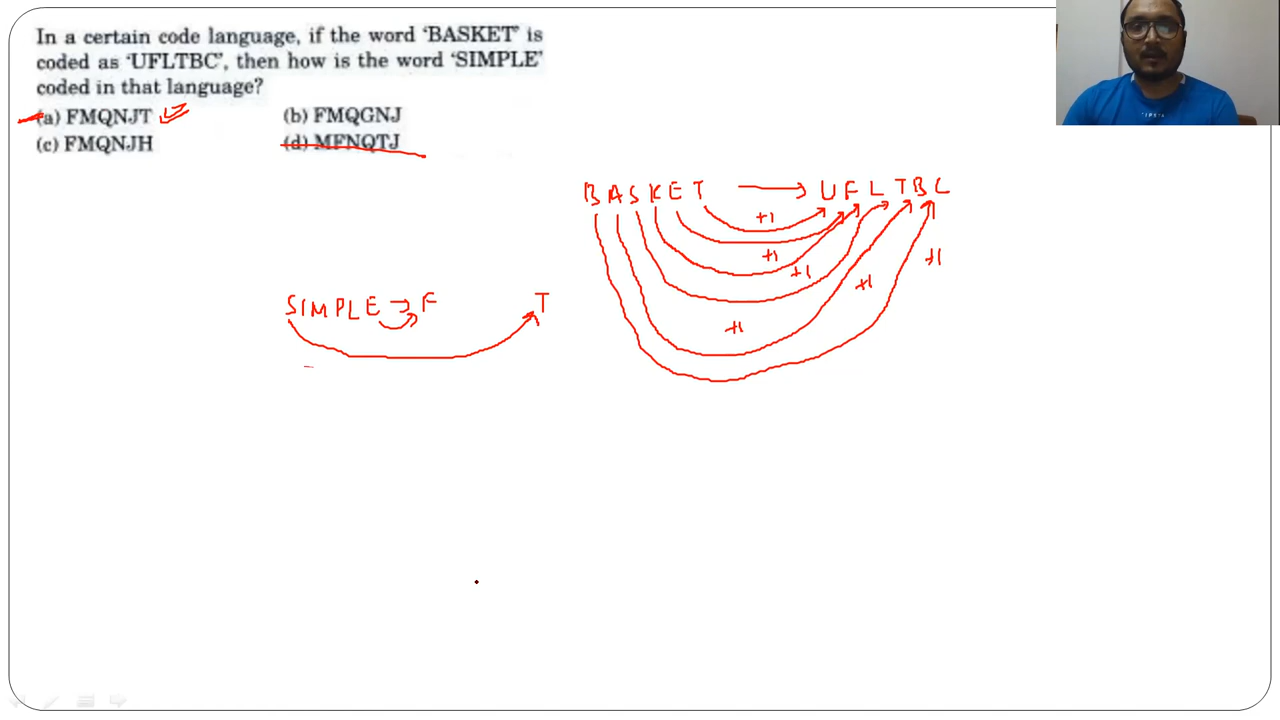 In a certain code language, if the word ‘BASKET’ is
coded as ‘UFLTBC’, then how is the word ‘SIMPLE’
coded in that language?
(a) FMQNJT (b) FMQGNJ
(c) FMQNJH (d) MFNQTJ
BASKET → UFLTBC
+1
+1
+1
+1
+1
+1
SIMPLE → F T